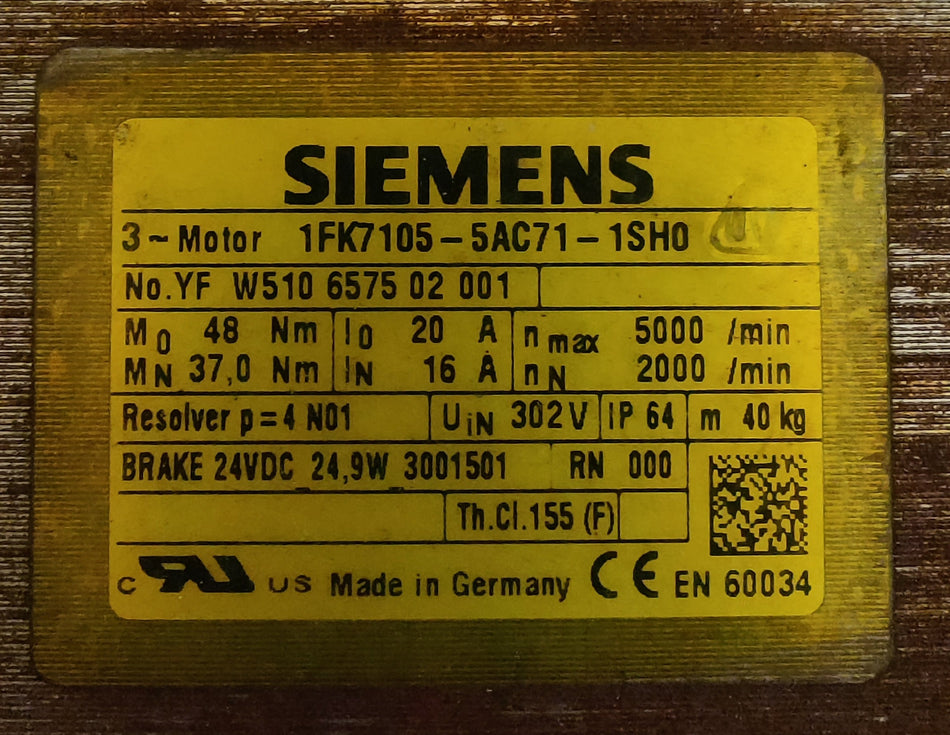 SIEMENS
3~Motor 1FK7105-5AC71-1SH0
No.YF W510 6575 02 001
M0 48 Nm I0 20 A nmax 5000 /min
MN 37,0 Nm IN 16 A nN 2000 /min
Resolver p=4 N01 UiN 302V IP 64 m 40 kg
BRAKE 24VDC 24,9W 3001501 RN 000
Th.Cl.155 (F)
C RU US Made in Germany CE EN 60034